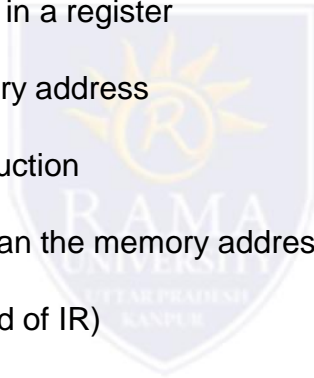 in a register
ry address
uction
R
an the memory addres
RAMA
UNIVERSITY
UTTAR PRADESH
KANPUR
d of IR)